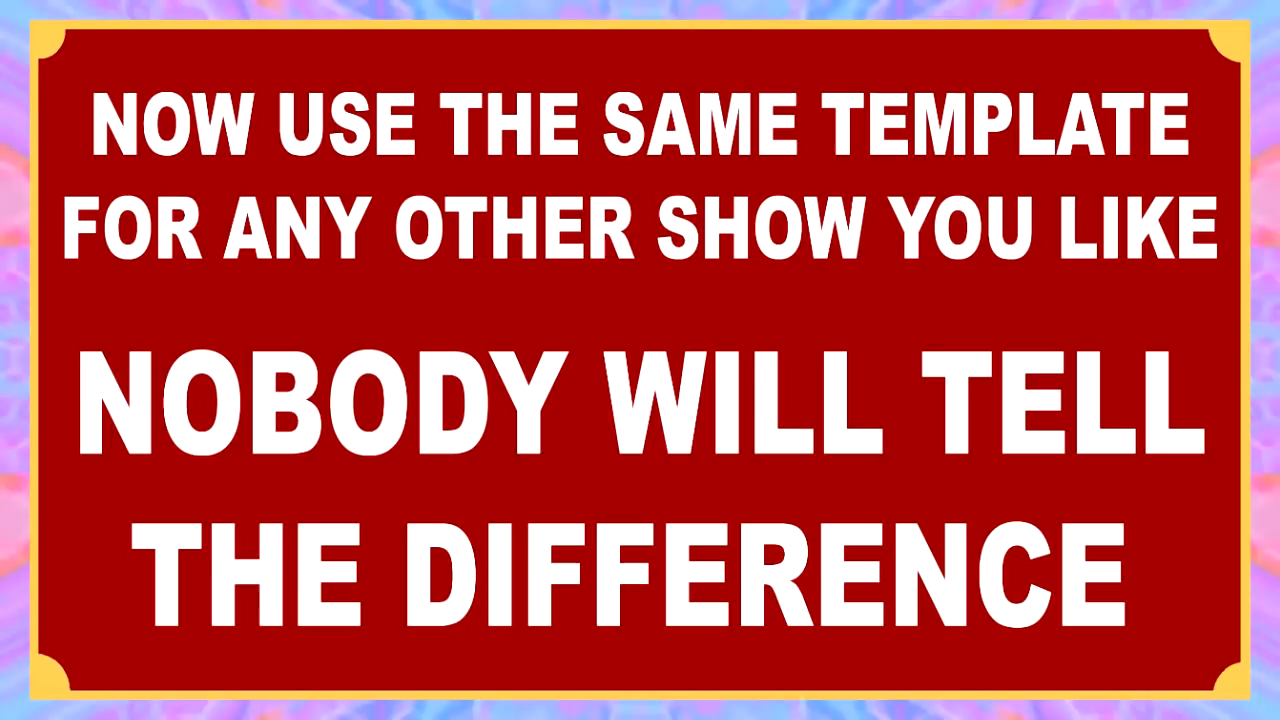 NOW USE THE SAME TEMPLATE
FOR ANY OTHER SHOW YOU LIKE
NOBODY WILL TELL
THE DIFFERENCE